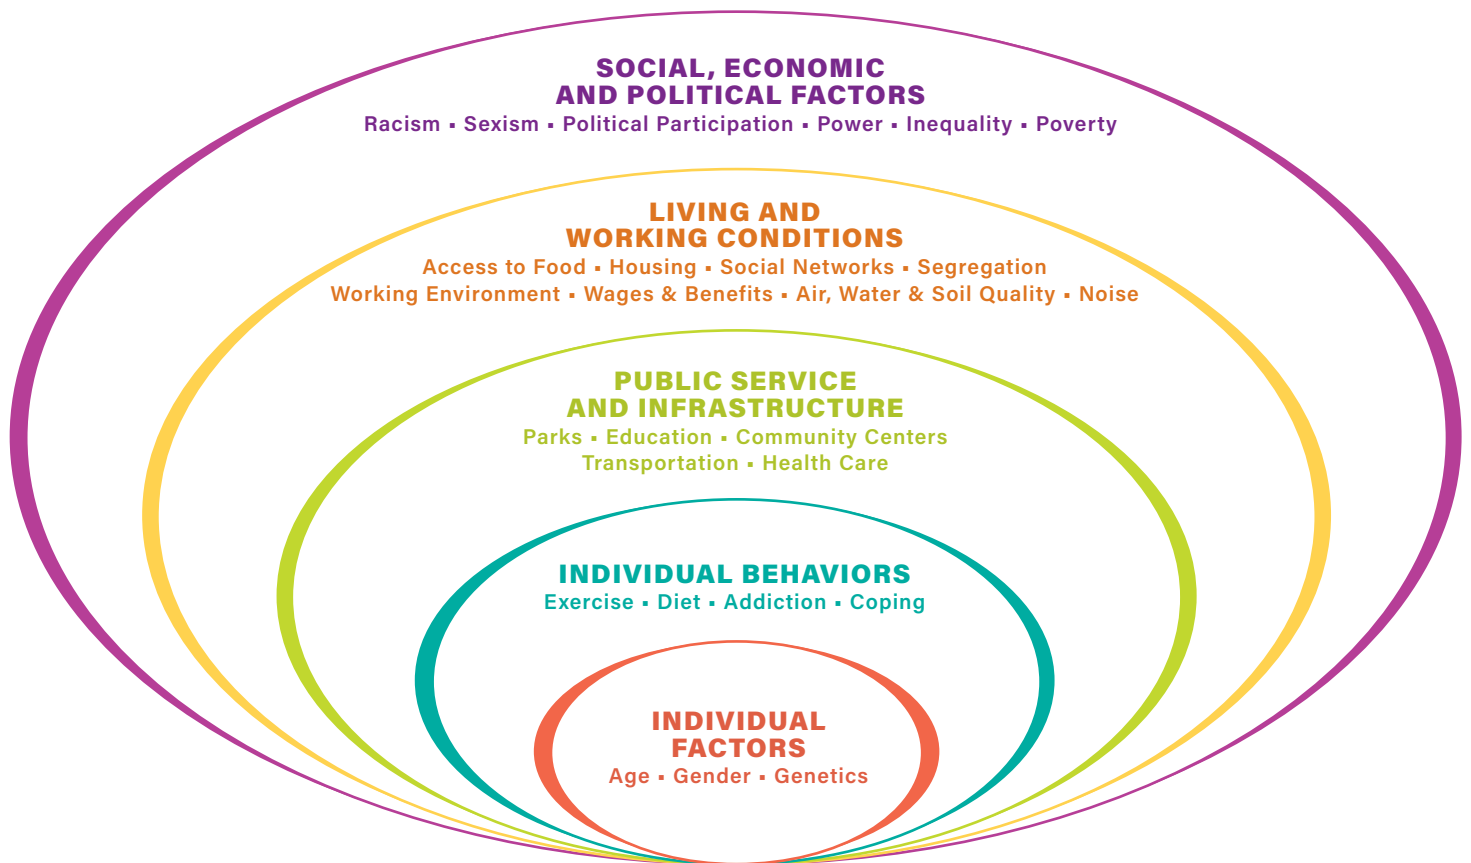 SOCIAL, ECONOMIC
AND POLITICAL FACTORS
Racism ▪ Sexism ▪ Political Participation ▪ Power ▪ Inequality ▪ Poverty
LIVING AND
WORKING CONDITIONS
Access to Food ▪ Housing ▪ Social Networks ▪ Segregation
Working Environment ▪ Wages & Benefits ▪ Air, Water & Soil Quality ▪ Noise
PUBLIC SERVICE
AND INFRASTRUCTURE
Parks ▪ Education ▪ Community Centers
Transportation ▪ Health Care
INDIVIDUAL BEHAVIORS
Exercise ▪ Diet ▪ Addiction ▪ Coping
INDIVIDUAL
FACTORS
Age ▪ Gender ▪ Genetics